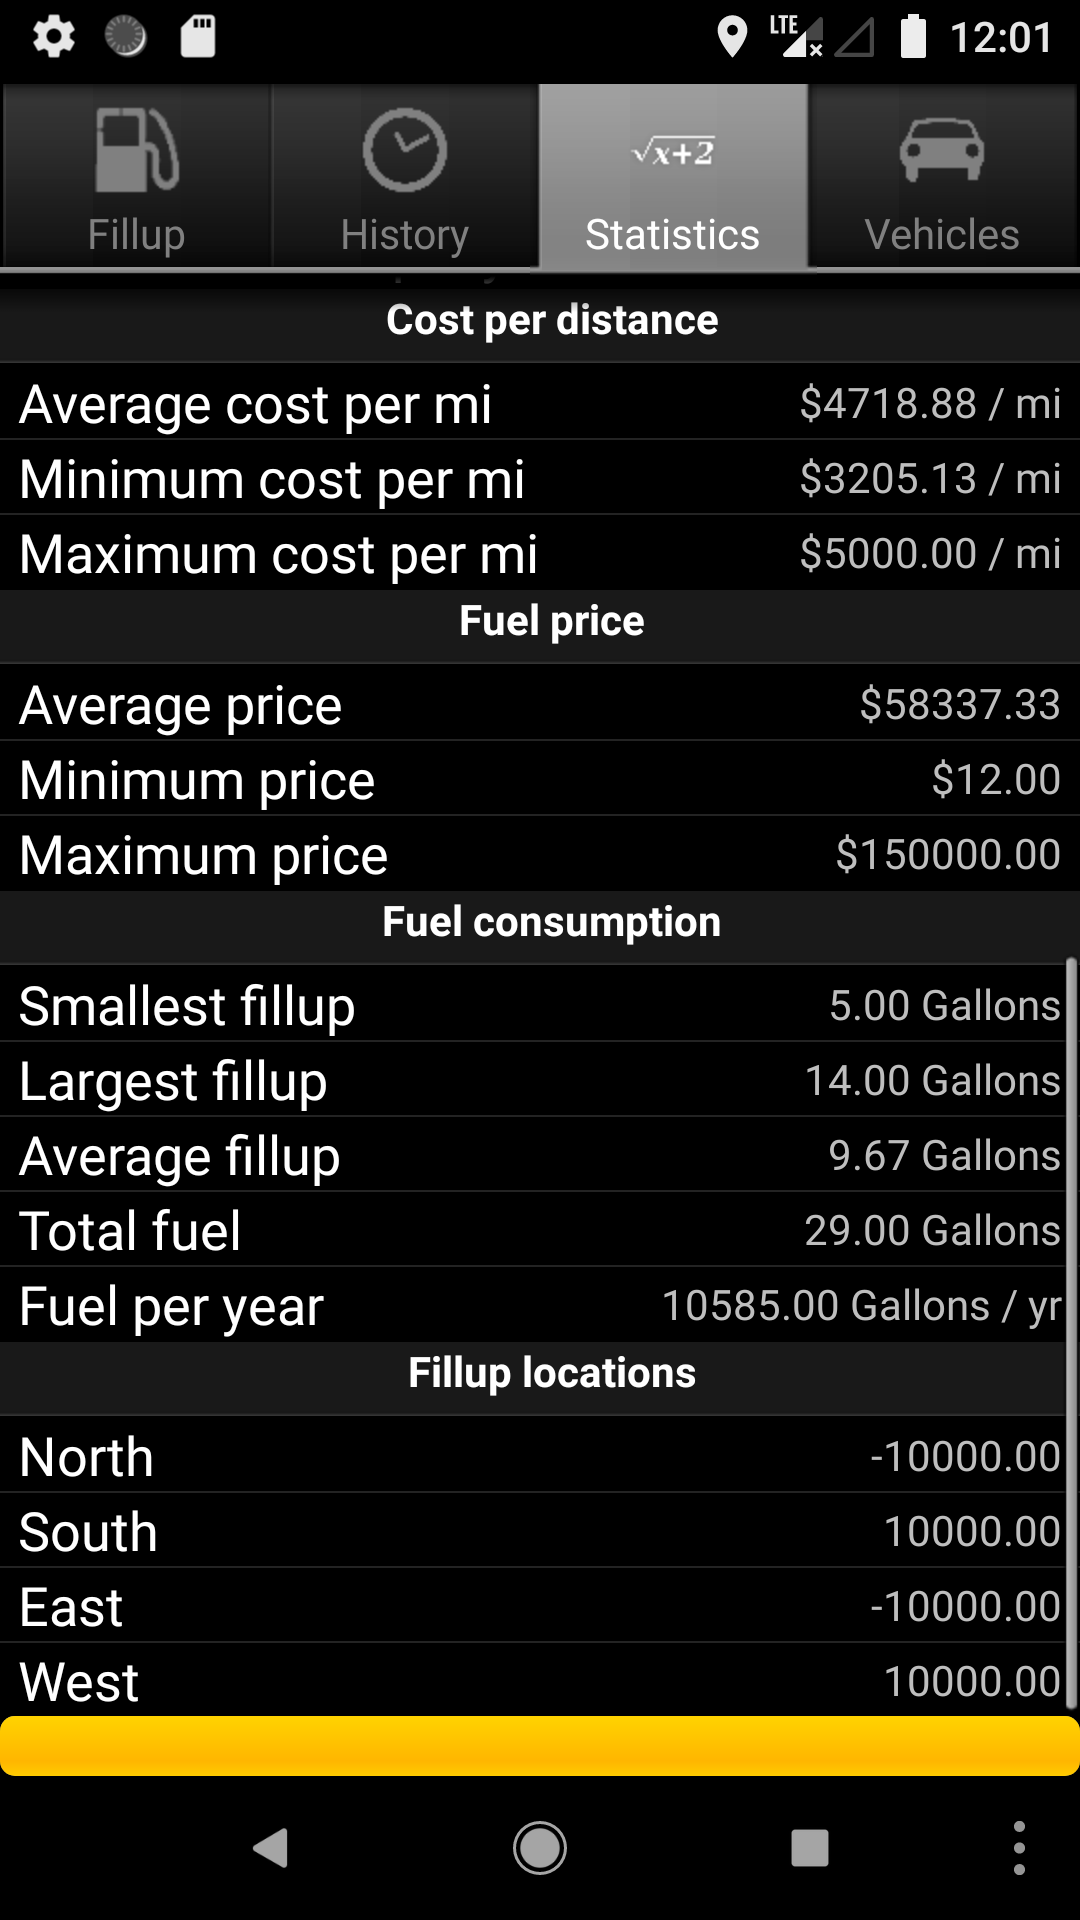 LTE 12:01
√x+2
Fillup History Statistics Vehicles
Cost per distance
Average cost per mi $4718.88 / mi
Minimum cost per mi $3205.13 / mi
Maximum cost per mi $5000.00 / mi
Fuel price
Average price $58337.33
Minimum price $12.00
Maximum price $150000.00
Fuel consumption
Smallest fillup 5.00 Gallons
Largest fillup 14.00 Gallons
Average fillup 9.67 Gallons
Total fuel 29.00 Gallons
Fuel per year 10585.00 Gallons / yr
Fillup locations
North -10000.00
South 10000.00
East -10000.00
West 10000.00